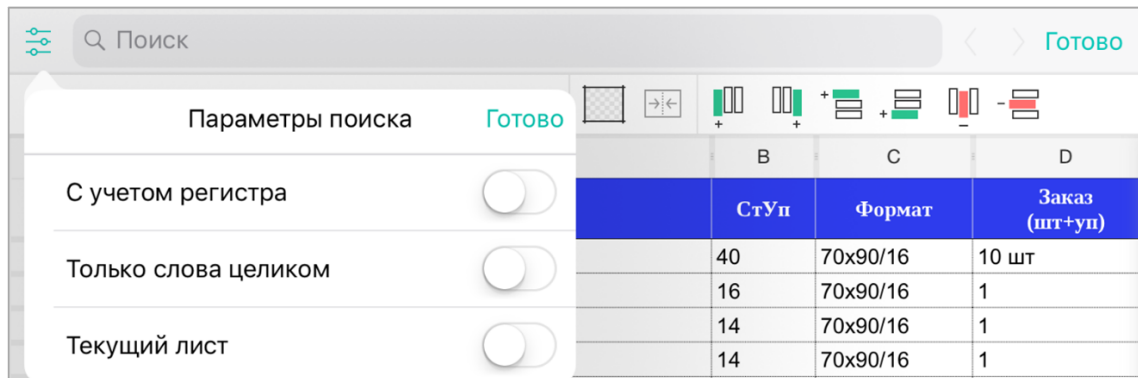 Поиск
Готово
Параметры поиска Готово
С учетом регистра
Только слова целиком
Текущий лист
B C D
СтУп Формат Заказ
(шт+уп)
40 70x90/16 10 шт
16 70x90/16 1
14 70x90/16 1
14 70x90/16 1